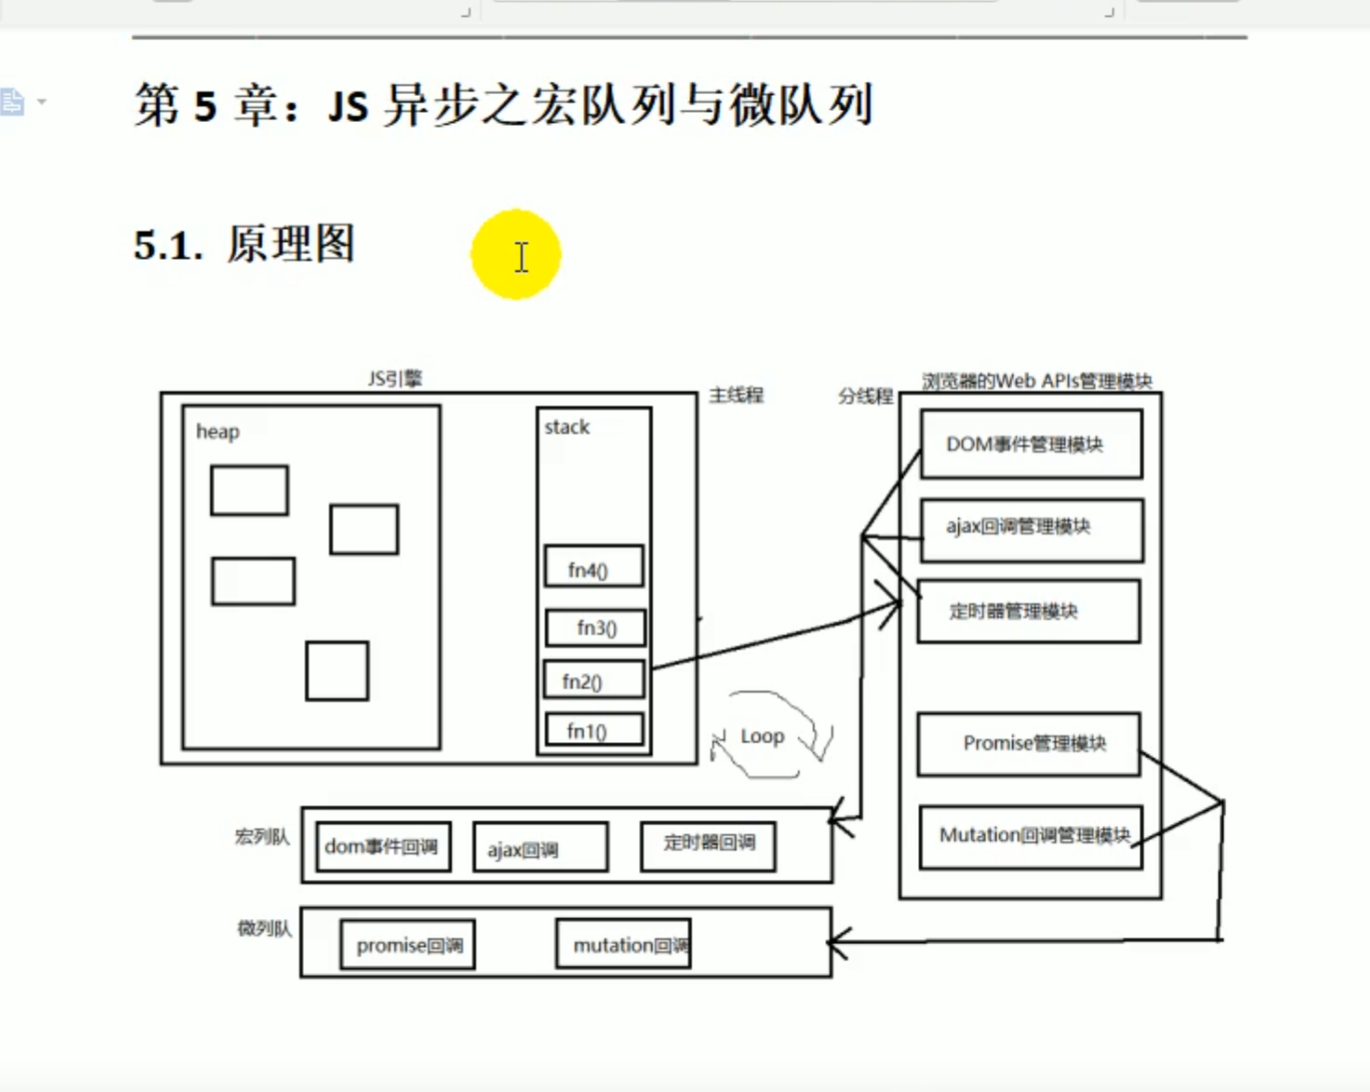 第 5 章：JS 异步之宏队列与微队列
5.1. 原理图
JS引擎
主线程
heap
stack
fn4()
fn3()
fn2()
fn1()
Loop
分线程
浏览器的Web APIs管理模块
DOM事件管理模块
ajax回调管理模块
定时器管理模块
Promise管理模块
Mutation回调管理模块
宏列队
dom事件回调
ajax回调
定时器回调
微列队
promise回调
mutation回调